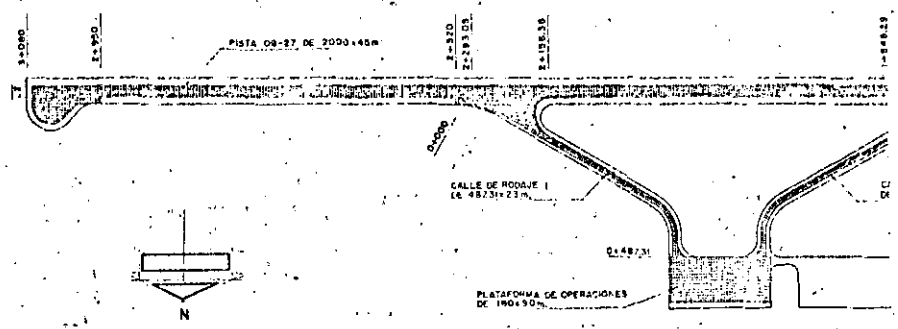 3+080
2+950
PISTA 09-27 DE 2000x45m
2+320
2+293.05
2+156.36
0+000
CALLE DE RODAJE 1
DE 487.31x23m.
0+487.31
PLATAFORMA DE OPERACIONES
DE 180x90m.
N